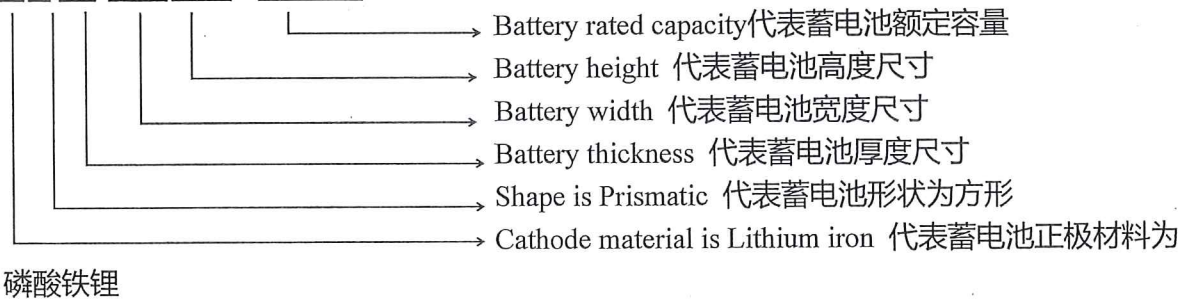 Battery rated capacity代表蓄电池额定容量
Battery height 代表蓄电池高度尺寸
Battery width 代表蓄电池宽度尺寸
Battery thickness 代表蓄电池厚度尺寸
Shape is Prismatic 代表蓄电池形状为方形
Cathode material is Lithium iron 代表蓄电池正极材料为
磷酸铁锂